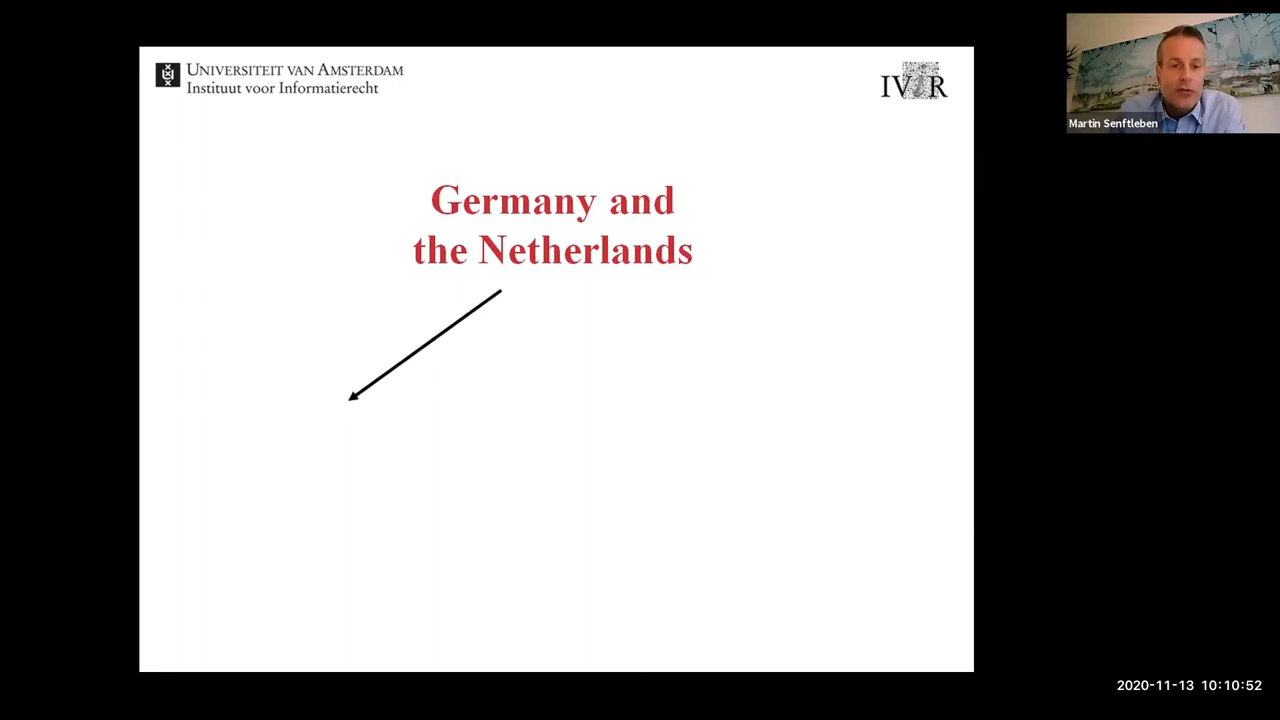 UNIVERSITEIT VAN AMSTERDAM
Instituut voor Informatierecht
IViR
Germany and
the Netherlands
Martin Senftleben
2020-11-13 10:10:52